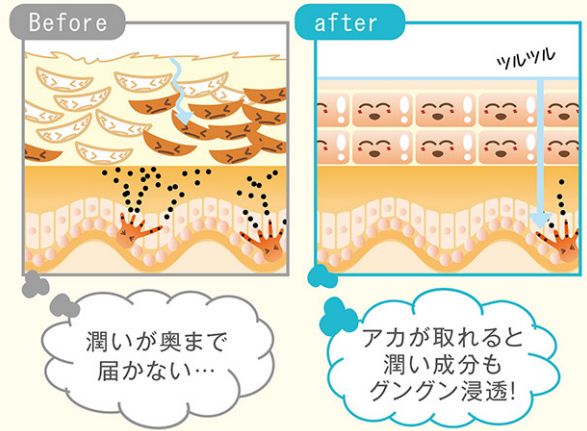 Before
after
ツルツル
潤いが奥まで
届かない…
アカが取れると
潤い成分も
グングン浸透!